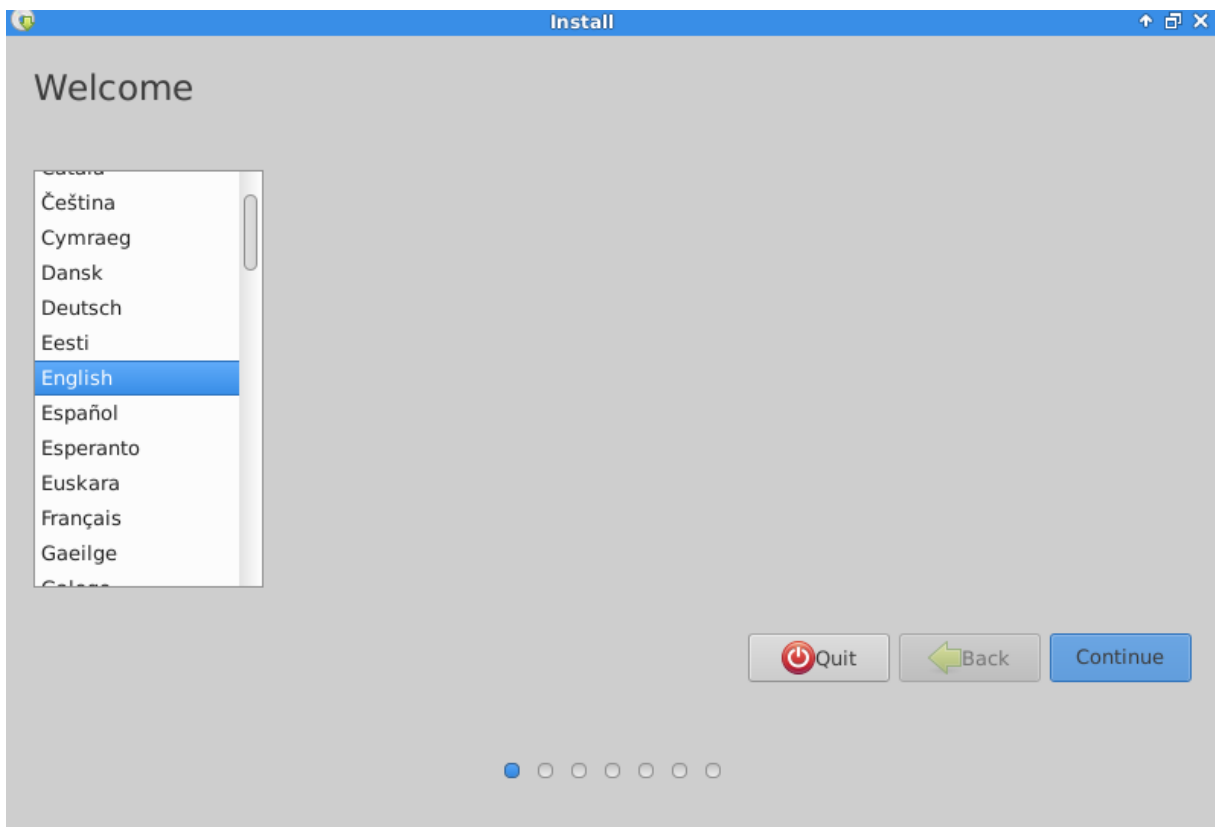 Install
Welcome
Čeština
Cymraeg
Dansk
Deutsch
Eesti
English
Español
Esperanto
Euskara
Français
Gaeilge
Quit
Back
Continue